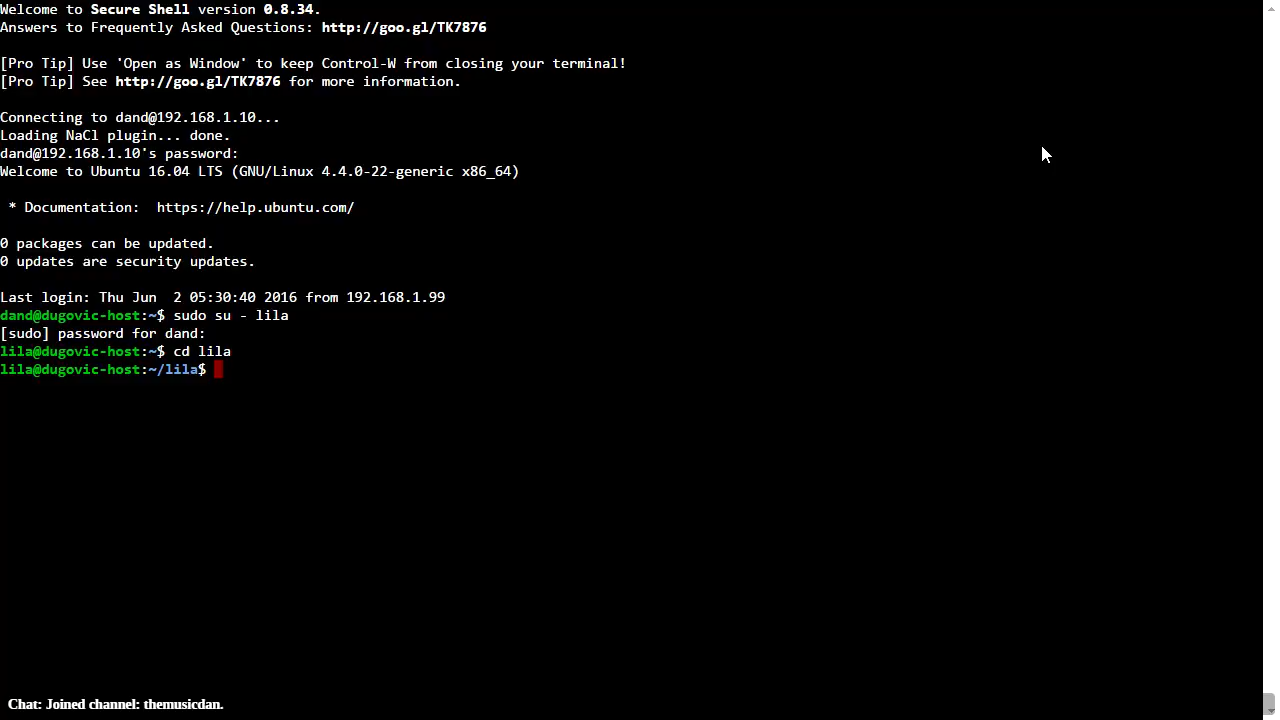 Welcome to Secure Shell version 0.8.34.
Answers to Frequently Asked Questions: http://goo.gl/TK7876
[Pro Tip] Use 'Open as Window' to keep Control-W from closing your terminal!
[Pro Tip] See http://goo.gl/TK7876 for more information.
Connecting to dand@192.168.1.10...
Loading NaCl plugin... done.
dand@192.168.1.10's password:
Welcome to Ubuntu 16.04 LTS (GNU/Linux 4.4.0-22-generic x86_64)
* Documentation:  https://help.ubuntu.com/
0 packages can be updated.
0 updates are security updates.
Last login: Thu Jun  2 05:30:40 2016 from 192.168.1.99
dand@dugovic-host:~$ sudo su - lila
[sudo] password for dand:
lila@dugovic-host:~$ cd lila
lila@dugovic-host:~/lila$
Chat: Joined channel: themusicdan.